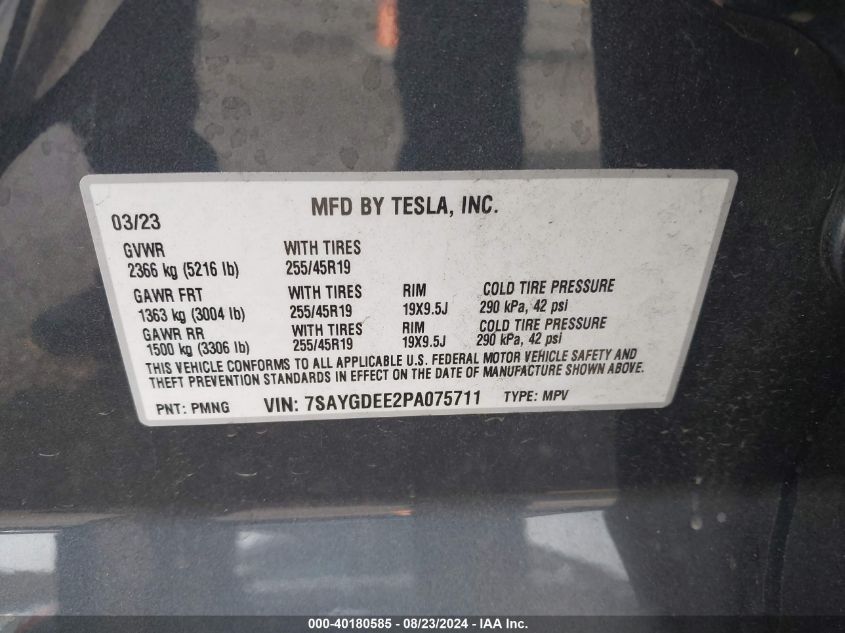 MFD BY TESLA, INC.
03/23
GVWR WITH TIRES
2366 kg (5216 lb) 255/45R19
GAWR FRT WITH TIRES RIM COLD TIRE PRESSURE
1363 kg (3004 lb) 255/45R19 19X9.5J 290 kPa, 42 psi
GAWR RR WITH TIRES RIM COLD TIRE PRESSURE
1500 kg (3306 lb) 255/45R19 19X9.5J 290 kPa, 42 psi
THIS VEHICLE CONFORMS TO ALL APPLICABLE U.S. FEDERAL MOTOR VEHICLE SAFETY AND
THEFT PREVENTION STANDARDS IN EFFECT ON THE DATE OF MANUFACTURE SHOWN ABOVE.
PNT: PMNG VIN: 7SAYGDEE2PA075711 TYPE: MPV
000-40180585 - 08/23/2024 - IAA Inc.